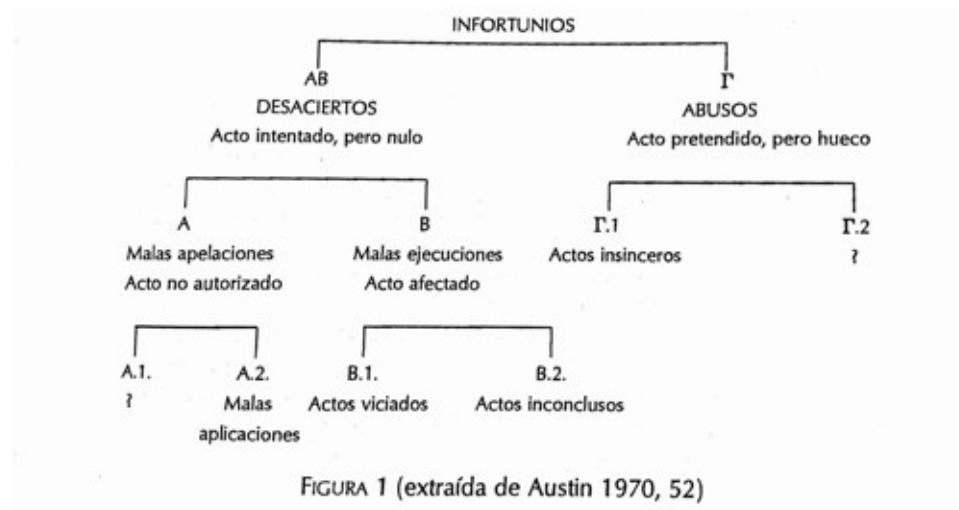 INFORTUNIOS
AB
Γ
DESACIERTOS
ABUSOS
Acto intentado, pero nulo
Acto pretendido, pero hueco
A
B
Γ.1
Γ.2
Malas apelaciones
Malas ejecuciones
Actos insinceros
?
Acto no autorizado
Acto afectado
A.1.
A.2.
B.1.
B.2.
?
Malas
Actos viciados
Actos inconclusos
aplicaciones
FIGURA 1 (extraída de Austin 1970, 52)